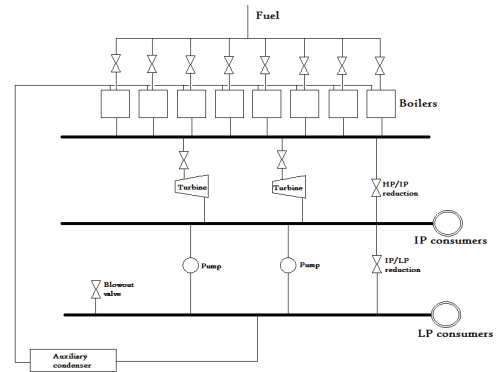 Fuel
Boilers
Turbine
Turbine
HP/IP
reduction
IP consumers
Pump
Pump
IP/LP
reduction
Blowout
valve
LP consumers
Auxiliary
condenser